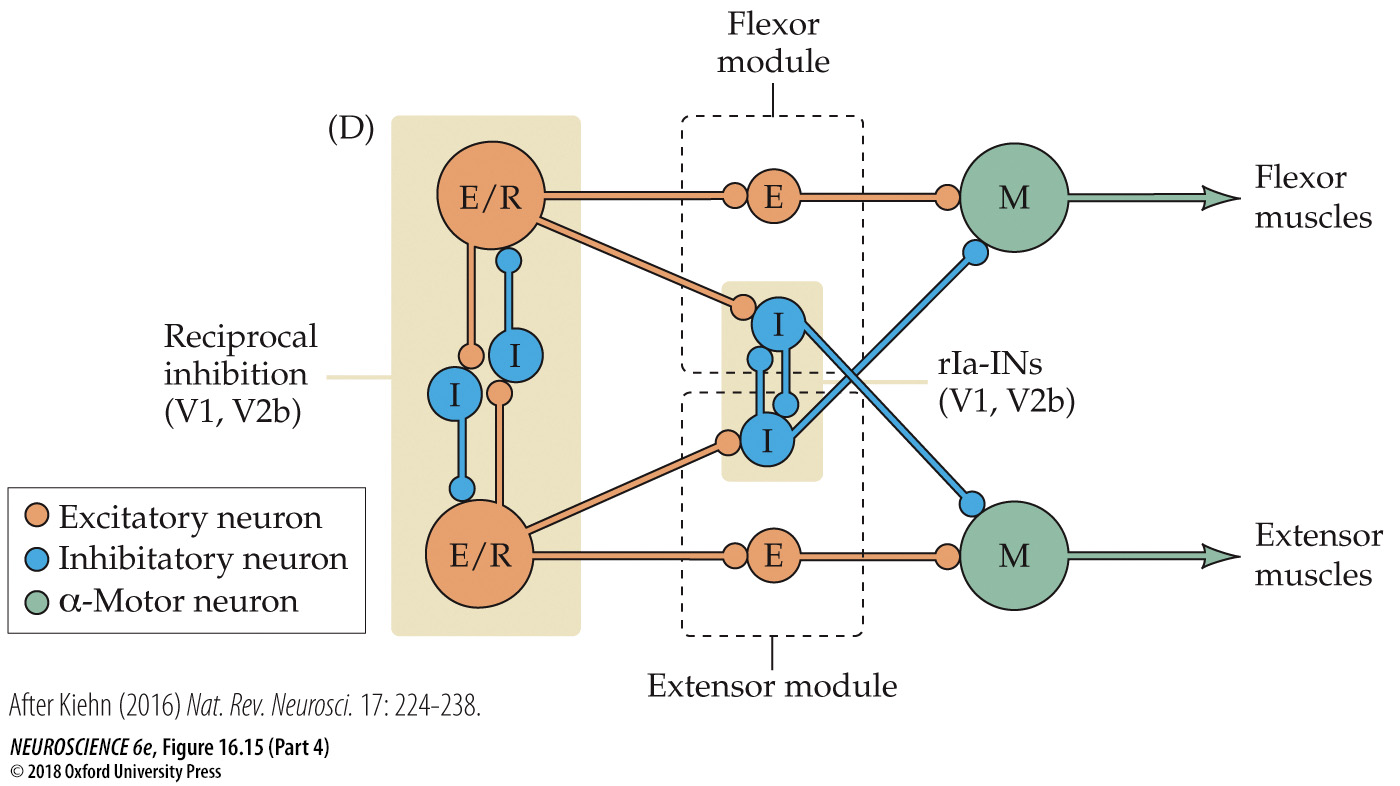 Flexor
module
(D)
E/R
E
M
Flexor
muscles
I
I
I
I
Reciprocal
inhibition
(V1, V2b)
rIa-INs
(V1, V2b)
E/R
E
M
Extensor
muscles
Excitatory neuron
Inhibitatory neuron
α-Motor neuron
Extensor module
After Kiehn (2016) Nat. Rev. Neurosci. 17: 224–238.
NEUROSCIENCE 6e, Figure 16.15 (Part 4)
© 2018 Oxford University Press